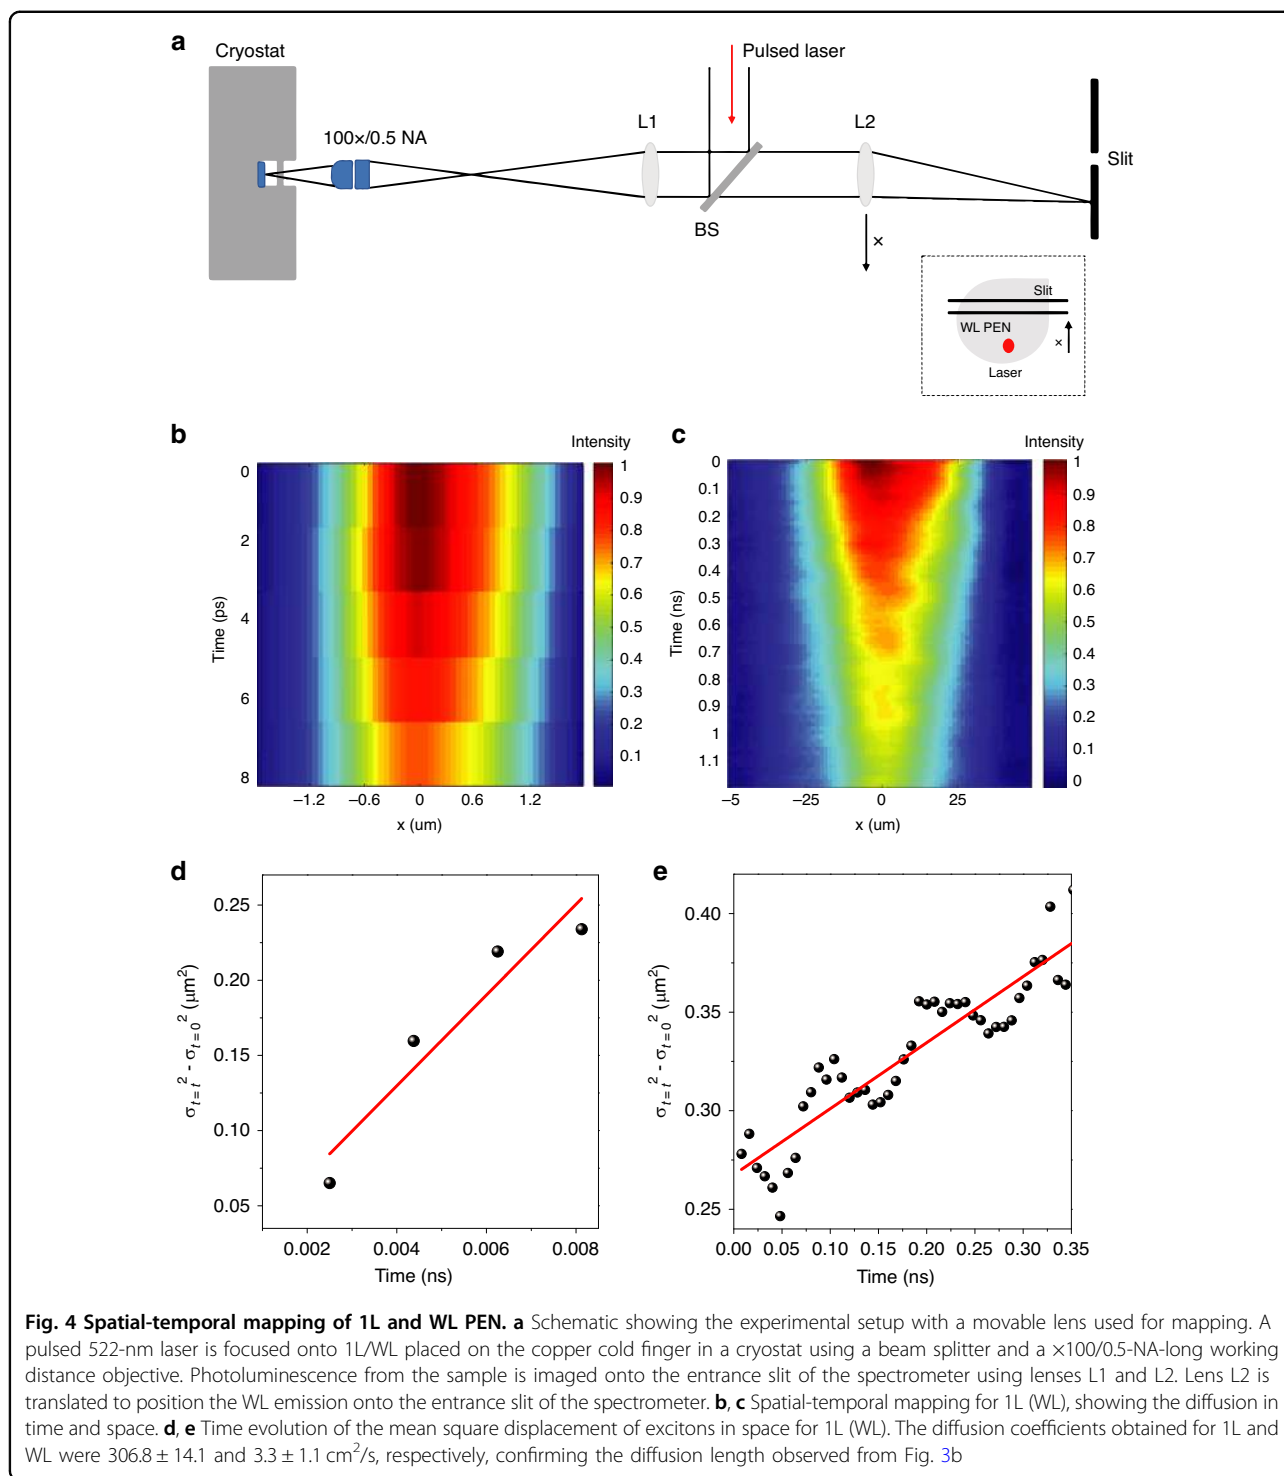 a
Cryostat
Pulsed laser
100×/0.5 NA
L1
L2
Slit
BS
×
Slit
WL PEN
×
Laser
b
Intensity
0
2
4
6
8
Time (ps)
−1.2
−0.6
0
0.6
1.2
x (um)
1
0.9
0.8
0.7
0.6
0.5
0.4
0.3
0.2
0.1
c
Intensity
0
0.1
0.2
0.3
0.4
0.5
0.6
0.7
0.8
0.9
1
1.1
Time (ns)
−5
−25
0
25
x (um)
1
0.9
0.8
0.7
0.6
0.5
0.4
0.3
0.2
0.1
0
d
0.25
0.20
0.15
0.10
0.05
σt=t² - σt=0² (μm²)
0.002
0.004
0.006
0.008
Time (ns)
e
0.40
0.35
0.30
0.25
σt=t² - σt=0² (μm²)
0.00
0.05
0.10
0.15
0.20
0.25
0.30
0.35
Time (ns)
Fig. 4 Spatial-temporal mapping of 1L and WL PEN. a Schematic showing the experimental setup with a movable lens used for mapping. A
pulsed 522-nm laser is focused onto 1L/WL placed on the copper cold finger in a cryostat using a beam splitter and a ×100/0.5-NA-long working
distance objective. Photoluminescence from the sample is imaged onto the entrance slit of the spectrometer using lenses L1 and L2. Lens L2 is
translated to position the WL emission onto the entrance slit of the spectrometer. b, c Spatial-temporal mapping for 1L (WL), showing the diffusion in
time and space. d, e Time evolution of the mean square displacement of excitons in space for 1L (WL). The diffusion coefficients obtained for 1L and
WL were 306.8 ± 14.1 and 3.3 ± 1.1 cm²/s, respectively, confirming the diffusion length observed from Fig. 3b